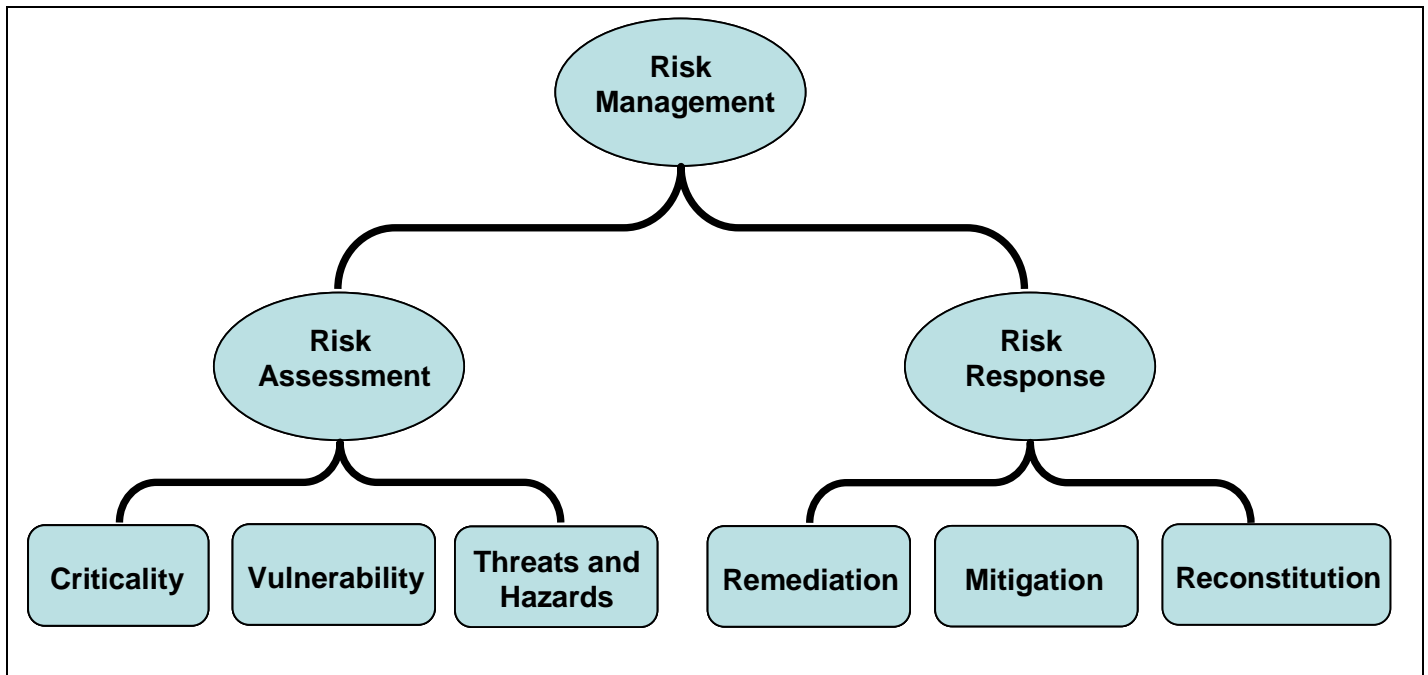 Risk
Management
Risk
Assessment
Risk
Response
Criticality
Vulnerability
Threats and
Hazards
Remediation
Mitigation
Reconstitution